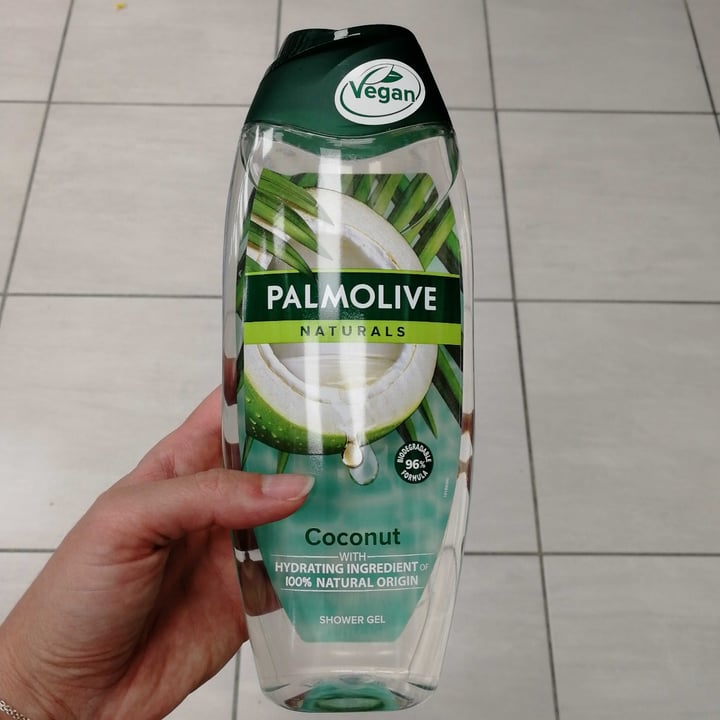 Vegan
PALMOLIVE
NATURALS
BIODEGRADABLE
96%
FORMULA
Coconut
WITH
HYDRATING INGREDIENT OF
100% NATURAL ORIGIN
SHOWER GEL